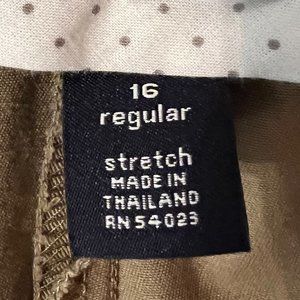 16
regular
stretch
MADE IN
THAILAND
RN 54023